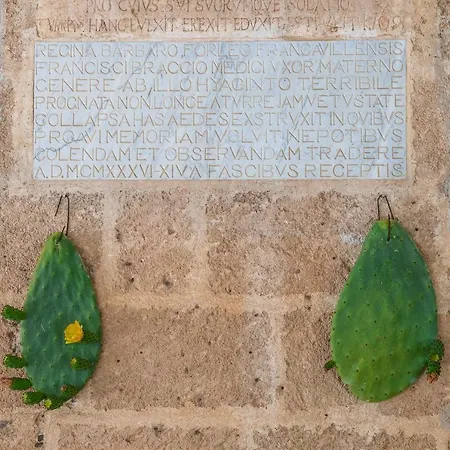 REGINA BARBARO FORLEO FRANCAVILLENSIS
FRANCISCI BRACCIO MEDICI VXOR MATERNO
GENERE AB ILLO HYACINTO TERRIBILE
PROGNATA NON LONGE A TVRRE IAM VETVSTATE
COLLAPSA HAS AEDES EXSTRVXIT IN QVIBVS
PROAVI MEMORIAM VOLVIT NEPOTIBVS
COLENDAM ET OBSERVANDAM TRADERE
A.D. MCMXXXVI-XIV A FASCIBVS RECEPTIS